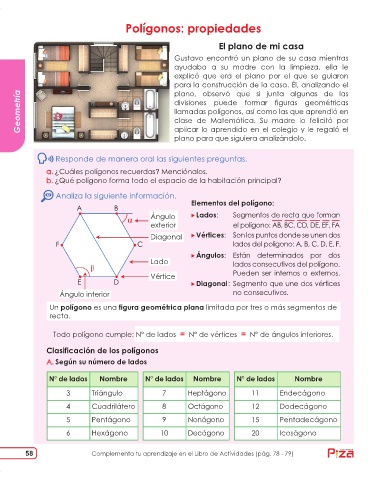 Polígonos: propiedades
El plano de mi casa
Gustavo encontró un plano de su casa mientras
ayudaba a su madre con la limpieza, ella le
explicó que era el plano por el que se guiaron
para la construcción de la casa. Él, analizando el
plano, observó que si junta algunas de las
divisiones puede formar figuras geométricas
llamadas polígonos, así como las que aprendió en
clase de Matemática. Su madre lo felicitó por
aplicar lo aprendido en el colegio y le regaló el
plano para que siguiera analizándolo.
Geometría
Responde de manera oral las siguientes preguntas.
a. ¿Cuáles polígonos recuerdas? Menciónalos.
b. ¿Qué polígono forma todo el espacio de la habitación principal?
Analiza la siguiente información.
A B
α
Ángulo
exterior
Diagonal
F C
Lado
β
Vértice
E D
Ángulo interior
Elementos del polígono:
▸ Lados: Segmentos de recta que forman
el polígono: AB, BC, CD, DE, EF, FA
▸ Vértices: Son los puntos donde se unen dos
lados del polígono: A, B, C, D, E, F.
▸ Ángulos: Están determinados por dos
lados consecutivos del polígono.
Pueden ser internos o externos.
▸ Diagonal: Segmento que une dos vértices
no consecutivos.
Un polígono es una figura geométrica plana limitada por tres o más segmentos de
recta.
Todo polígono cumple: N° de lados = N° de vértices = N° de ángulos interiores.
Clasificación de los polígonos
A. Según su número de lados
N° de lados Nombre N° de lados Nombre N° de lados Nombre
3 Triángulo 7 Heptágono 11 Endecágono
4 Cuadrilátero 8 Octágono 12 Dodecágono
5 Pentágono 9 Nonágono 15 Pentadecágono
6 Hexágono 10 Decágono 20 Icoságono
58 Complementa tu aprendizaje en el Libro de Actividades (pág. 78 - 79)
Piza